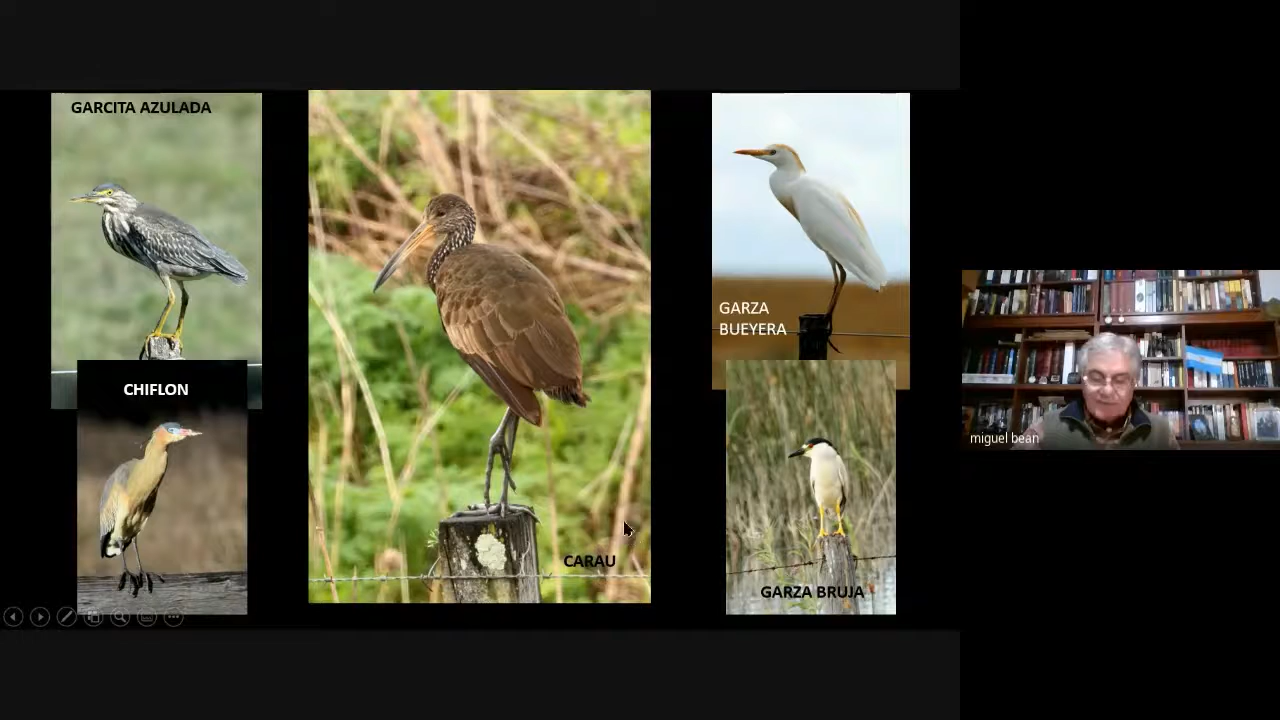 GARCITA AZULADA
CHIFLON
CARAU
GARZA
BUEYERA
GARZA BRUJA
miguel bean